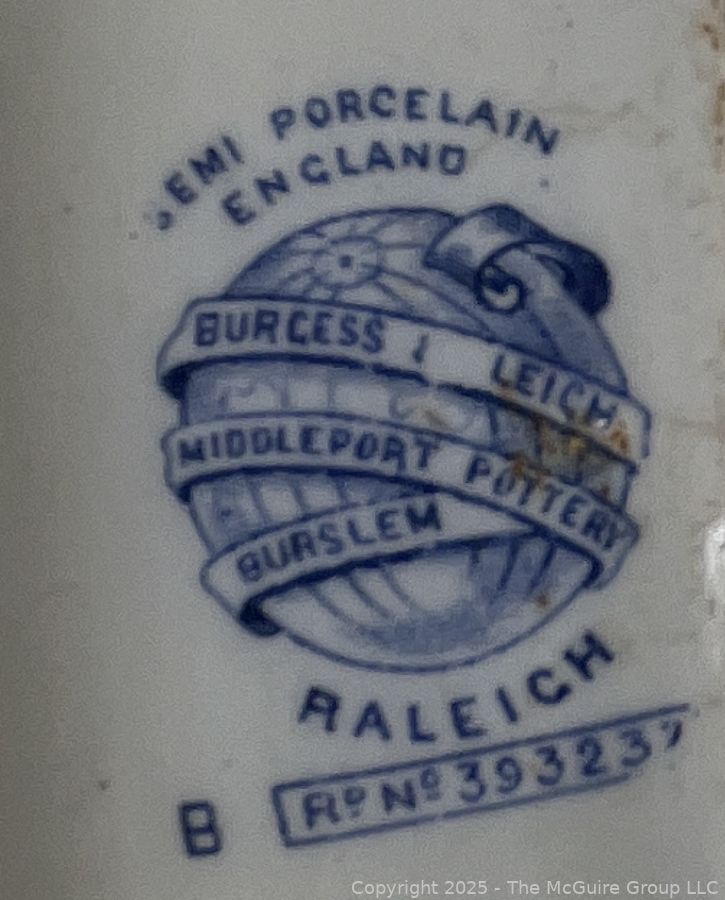 SEMI PORCELAIN
ENGLAND
BURGESS & LEIGH
MIDDLEPORT POTTERY
BURSLEM
RALEIGH
B
Rᴰ Nº 393237
Copyright 2025 - The McGuire Group LLC